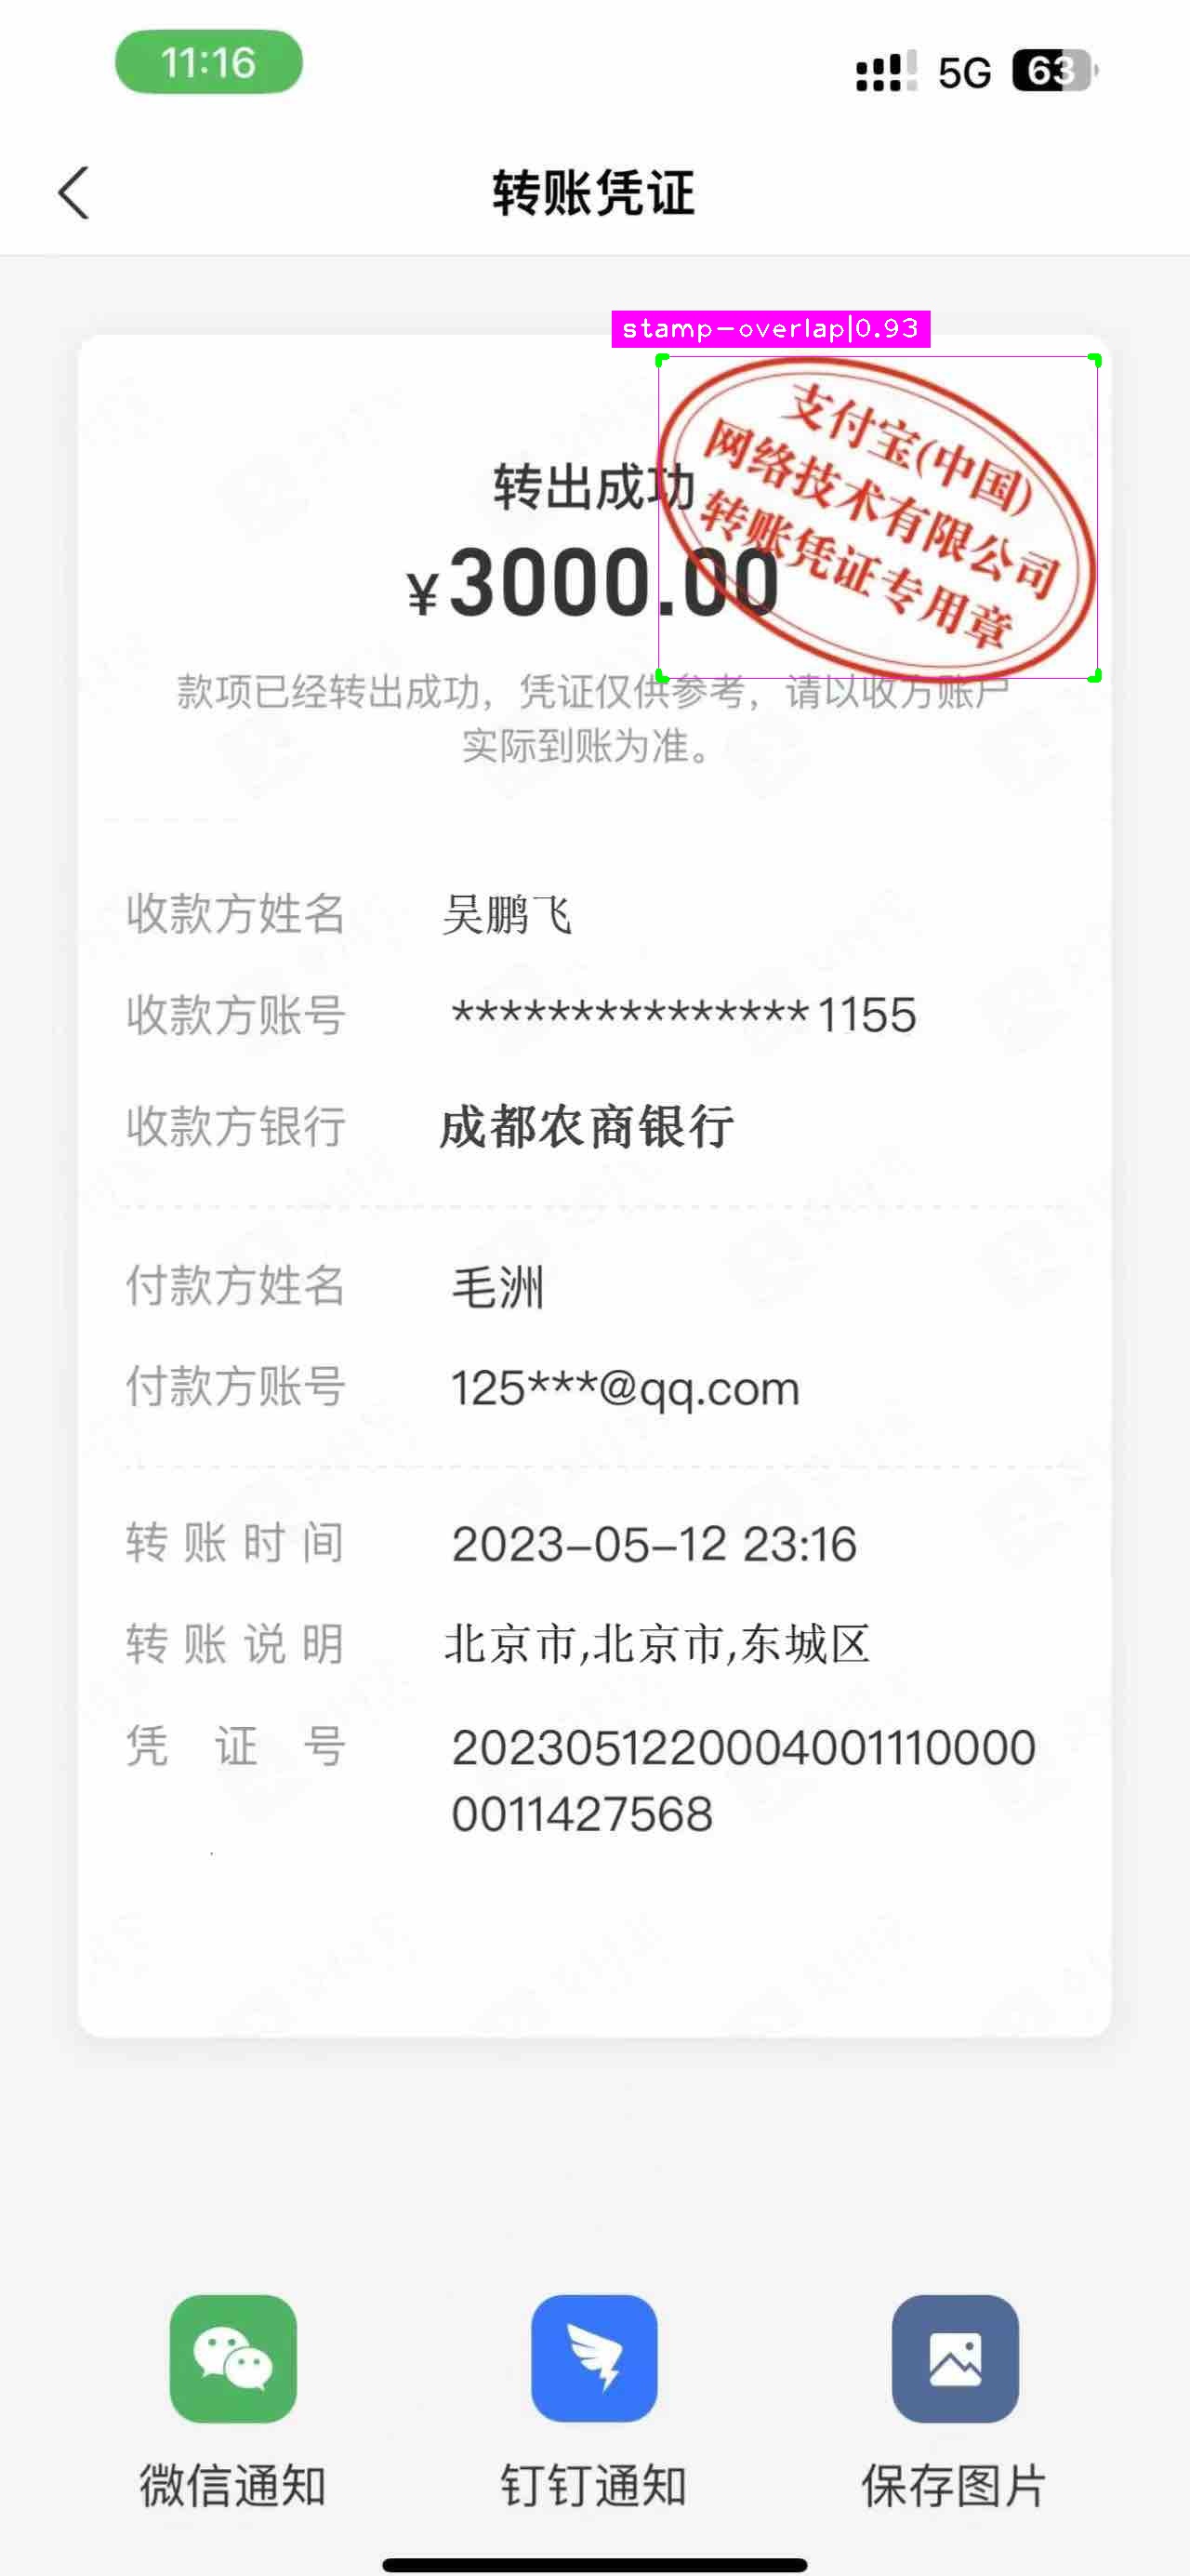 11:16
5G 63
转账凭证
stamp-overlap|0.93
支付宝(中国)
网络技术有限公司
转账凭证专用章
转出成功
¥3000.00
款项已经转出成功，凭证仅供参考，请以收方账户
实际到账为准。
收款方姓名 吴鹏飞
收款方账号 ***************1155
收款方银行 成都农商银行
付款方姓名 毛洲
付款方账号 125***@qq.com
转账时间 2023-05-12 23:16
转账说明 北京市,北京市,东城区
凭证号 20230512200040011100000
0011427568
微信通知 钉钉通知 保存图片